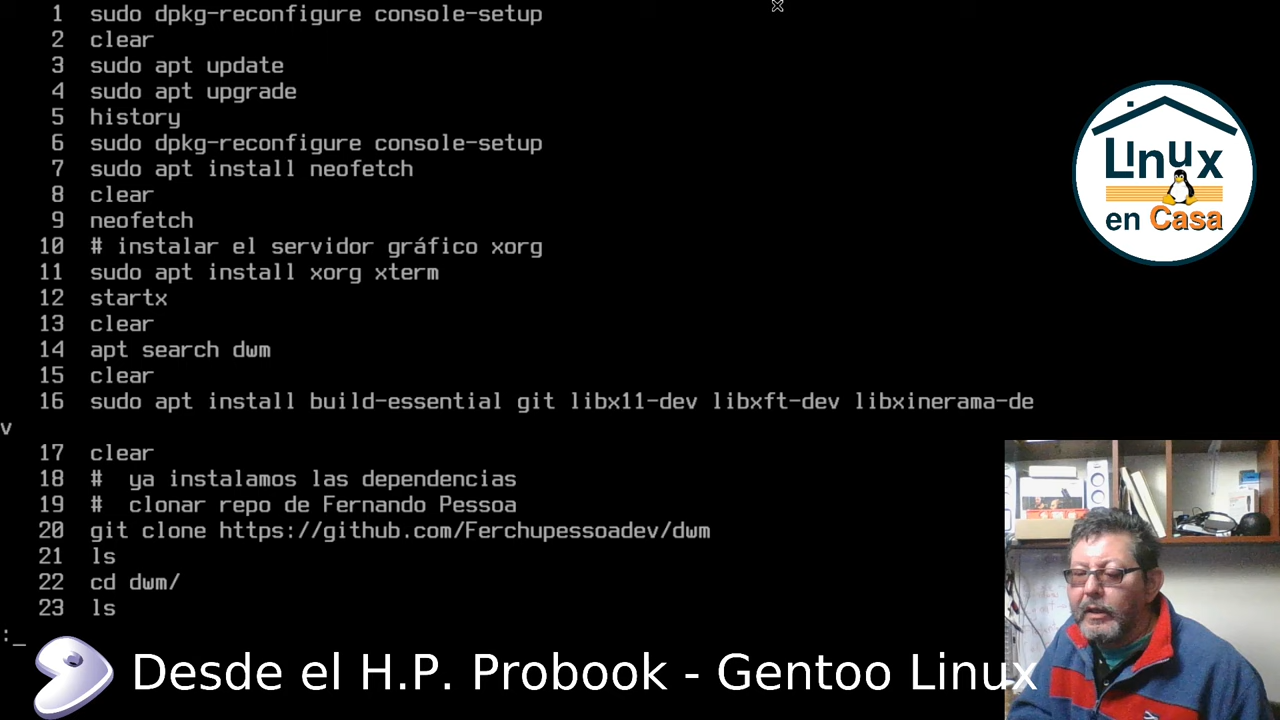 1 sudo dpkg-reconfigure console-setup
2 clear
3 sudo apt update
4 sudo apt upgrade
5 history
6 sudo dpkg-reconfigure console-setup
7 sudo apt install neofetch
8 clear
9 neofetch
10 # instalar el servidor gráfico xorg
11 sudo apt install xorg xterm
12 startx
13 clear
14 apt search dwm
15 clear
16 sudo apt install build-essential git libx11-dev libxft-dev libxinerama-de
v
17 clear
18 #  ya instalamos las dependencias
19 #  clonar repo de Fernando Pessoa
20 git clone https://github.com/Ferchupessoadev/dwm
21 ls
22 cd dwm/
23 ls
:_
Linux
en Casa
Desde el H.P. Probook - Gentoo Linux